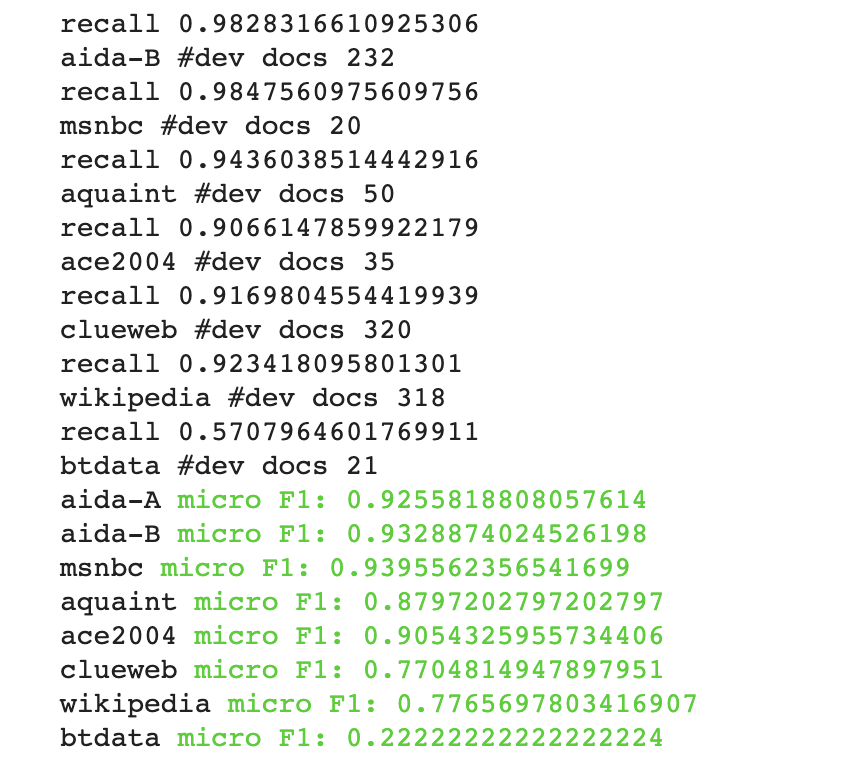 recall 0.9828316610925306
aida-B #dev docs 232
recall 0.9847560975609756
msnbc #dev docs 20
recall 0.9436038514442916
aquaint #dev docs 50
recall 0.9066147859922179
ace2004 #dev docs 35
recall 0.9169804554419939
clueweb #dev docs 320
recall 0.923418095801301
wikipedia #dev docs 318
recall 0.5707964601769911
btdata #dev docs 21
aida-A micro F1: 0.9255818808057614
aida-B micro F1: 0.9328874024526198
msnbc micro F1: 0.9395562356541699
aquaint micro F1: 0.8797202797202797
ace2004 micro F1: 0.9054325955734406
clueweb micro F1: 0.7704814947897951
wikipedia micro F1: 0.7765697803416907
btdata micro F1: 0.22222222222222224